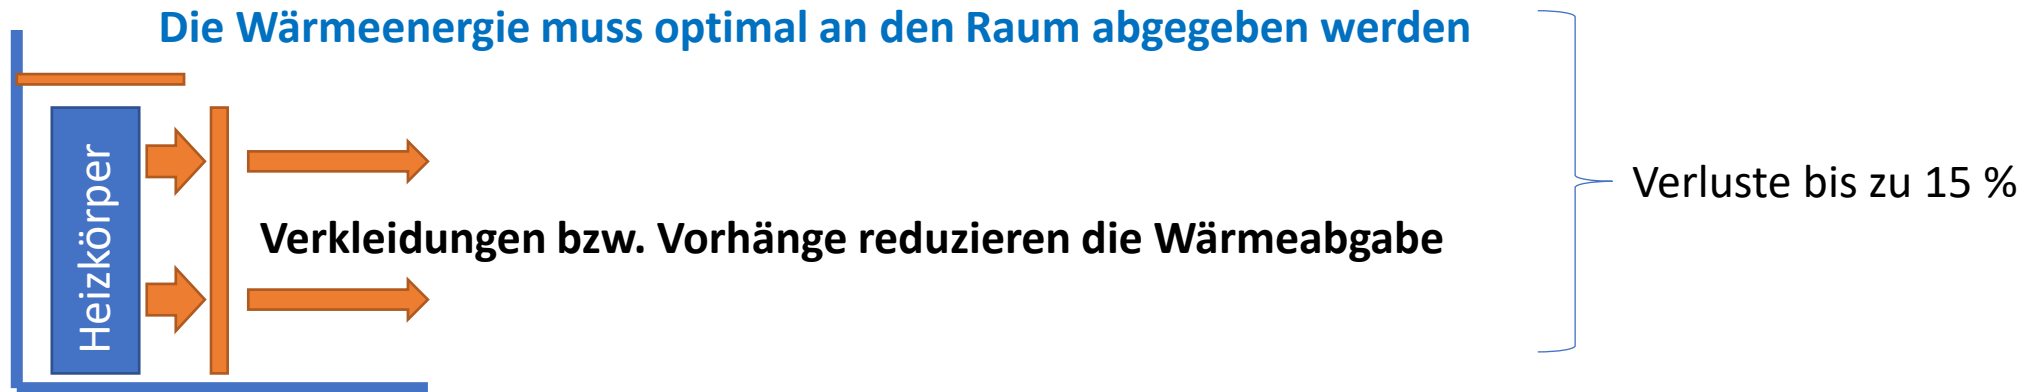 Die Wärmeenergie muss optimal an den Raum abgegeben werden
Heizkörper
Verkleidungen bzw. Vorhänge reduzieren die Wärmeabgabe
Verluste bis zu 15 %